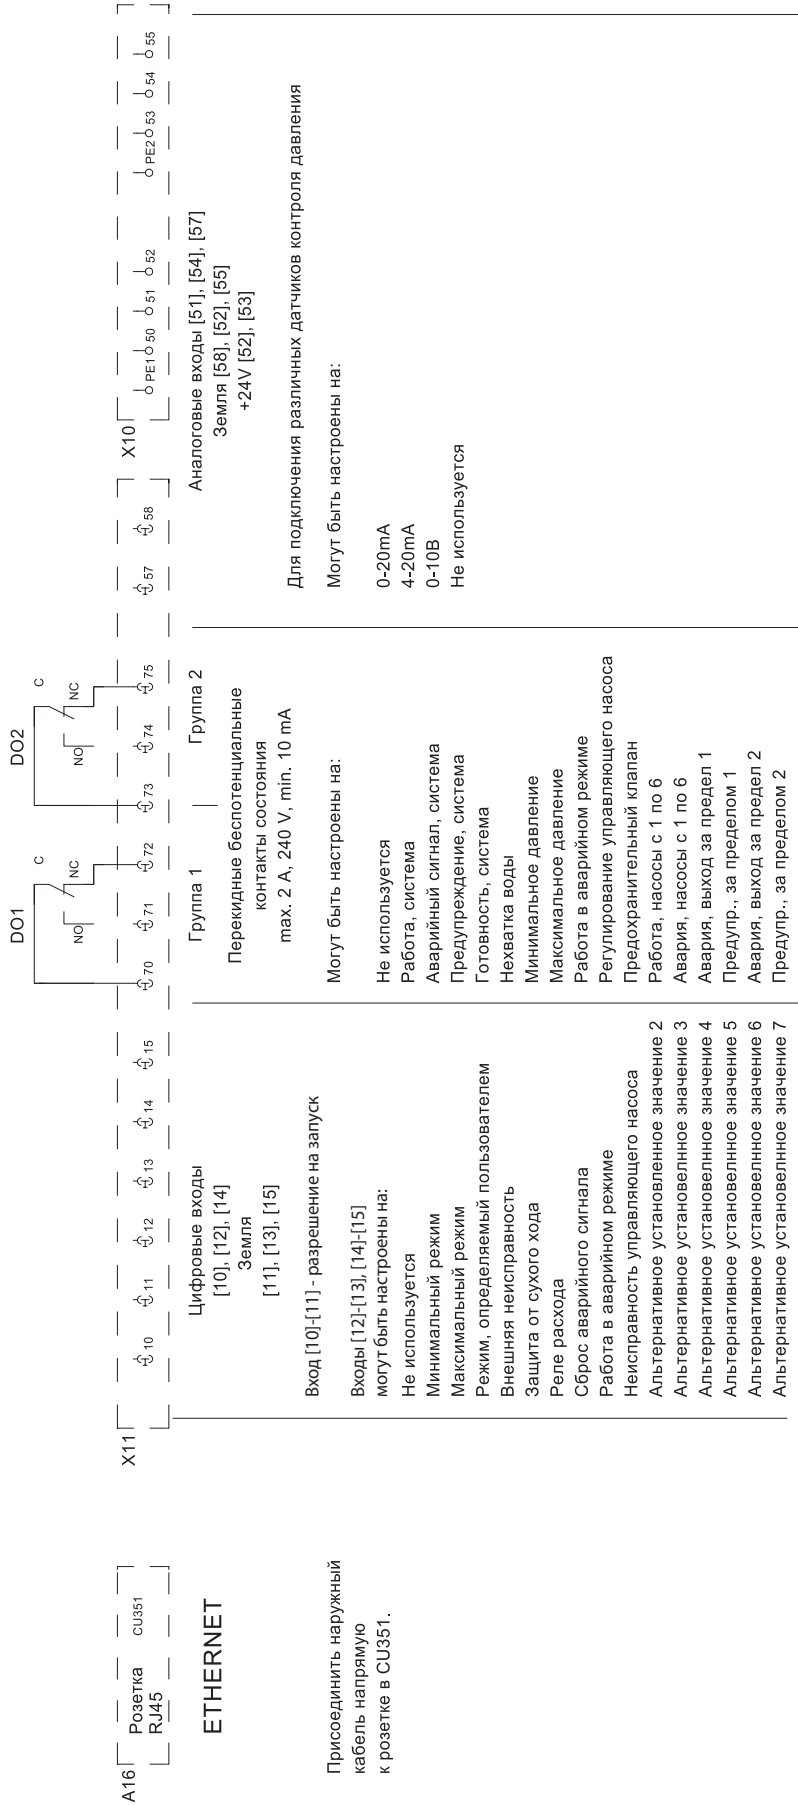 A16
Розетка
RJ45
CU351
ETHERNET
Присоединить наружный
кабель напрямую
к розетке в CU351.
X11
10
11
12
13
14
15
Цифровые входы
[10], [12], [14]
Земля
[11], [13], [15]
Вход [10]-[11] - разрешение на запуск
Входы [12]-[13], [14]-[15]
могут быть настроены на:
Не используется
Минимальный режим
Максимальный режим
Режим, определяемый пользователем
Внешняя неисправность
Защита от сухого хода
Реле расхода
Сброс аварийного сигнала
Работа в аварийном режиме
Неисправность управляющего насоса
Альтернативное установленное значение 2
Альтернативное установелнное значение 3
Альтернативное установелнное значение 4
Альтернативное установелнное значение 5
Альтернативное установелнное значение 6
Альтернативное установелнное значение 7
DO1
C
NC
NO
70
71
72
Группа 1
DO2
C
NC
NO
73
74
75
Группа 2
Перекидные беспотенциальные
контакты состояния
max. 2 A, 240 V, min. 10 mA
Могут быть настроены на:
Не используется
Работа, система
Аварийный сигнал, система
Предупреждение, система
Готовность, система
Нехватка воды
Минимальное давление
Максимальное давление
Работа в аварийном режиме
Регулирование управляющего насоса
Предохранительный клапан
Работа, насосы с 1 по 6
Авария, насосы с 1 по 6
Авария, выход за предел 1
Предупр., за пределом 1
Авария, выход за предел 2
Предупр., за пределом 2
57
58
X10
PE1
50
51
52
PE2
53
54
55
Аналоговые входы [51], [54], [57]
Земля [58], [52], [55]
+24V [52], [53]
Для подключения различных датчиков контроля давления
Могут быть настроены на:
0-20mA
4-20mA
0-10В
Не используется